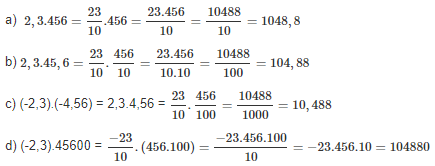 a) 2,3.456 = 23/10 .456 = 23.456/10 = 10488/10 = 1048,8
b) 2,3.45,6 = 23/10 . 456/10 = 23.456/10.10 = 10488/100 = 104,88
c) (-2,3).(-4,56) = 2,3.4,56 = 23/10 . 456/100 = 10488/1000 = 10,488
d) (-2,3).45600 = -23/10 . (456.100) = -23.456.100/10 = -23.456.10 = 104880